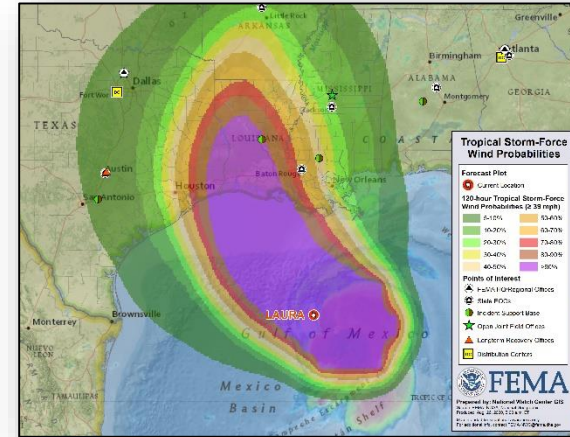 Little Rock
ARKANSAS
Greenville
Atlanta
Birmingham
ALABAMA
GEORGIA
Montgomery
MISSISSIPPI
Dallas
TEXAS
LOUISIANA
Baton Rouge
New Orleans
Austin
San Antonio
Houston
Brownsville
Monterrey
NUEVO
TAMAULIPAS
LAURA
Gulf of Mexico
Mexico
Basin
Shelf
Tropical Storm-Force
Wind Probabilities
Forecast Plot
Current Location
120-hour Tropical Storm-Force
Wind Probabilities (≥ 39 mph)
5-10%
10-20%
20-30%
30-40%
40-50%
50-60%
60-70%
70-80%
80-90%
>90%
Points of Interest
FEMA HQ/Regional Offices
State EOCs
Incident Support Base
Open Joint Field Offices
Longterm Recovery Offices
Distribution Centers
FEMA
Prepared by: National Watch Center GIS